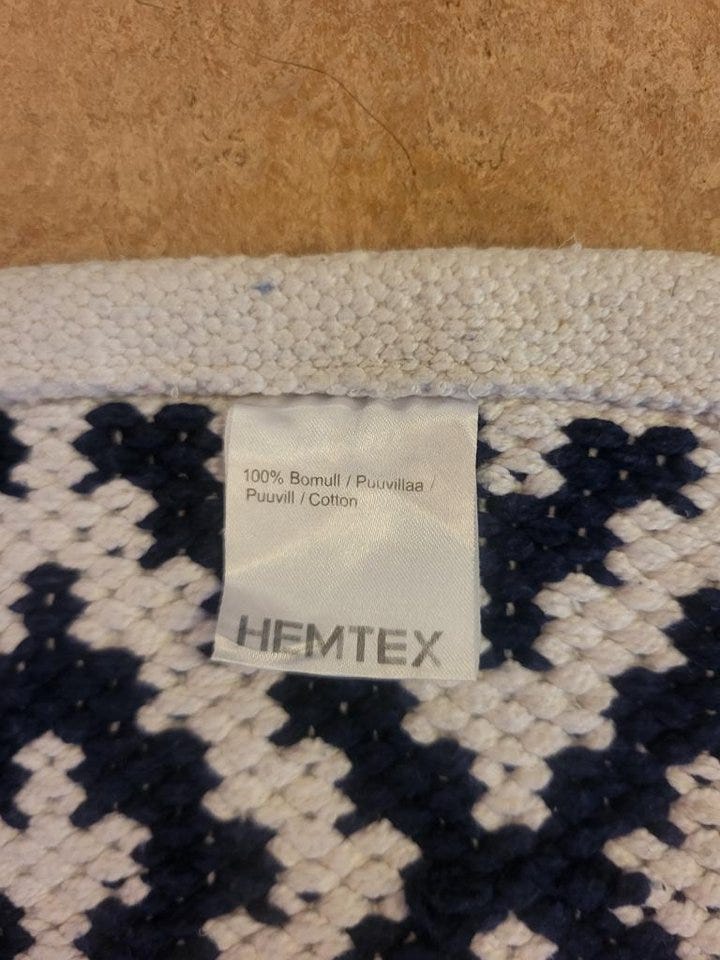 100% Bomull / Puuvillaa /
Puuvill / Cotton
HEMTEX